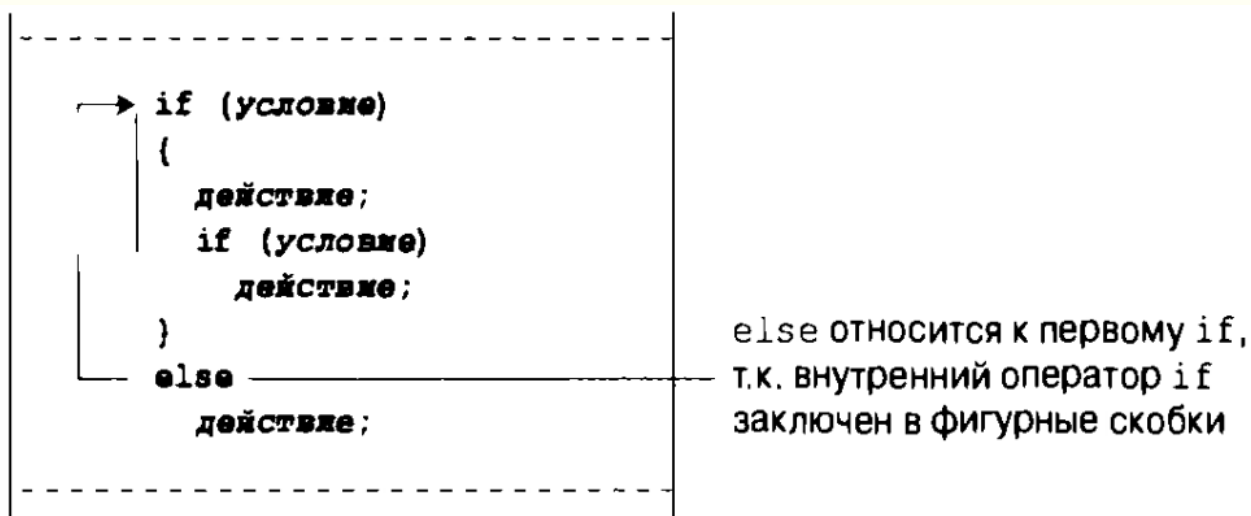 if (условие)
{
действие;
if (условие)
действие;
}
else
действие;
else относится к первому if,
т.к. внутренний оператор if
заключен в фигурные скобки